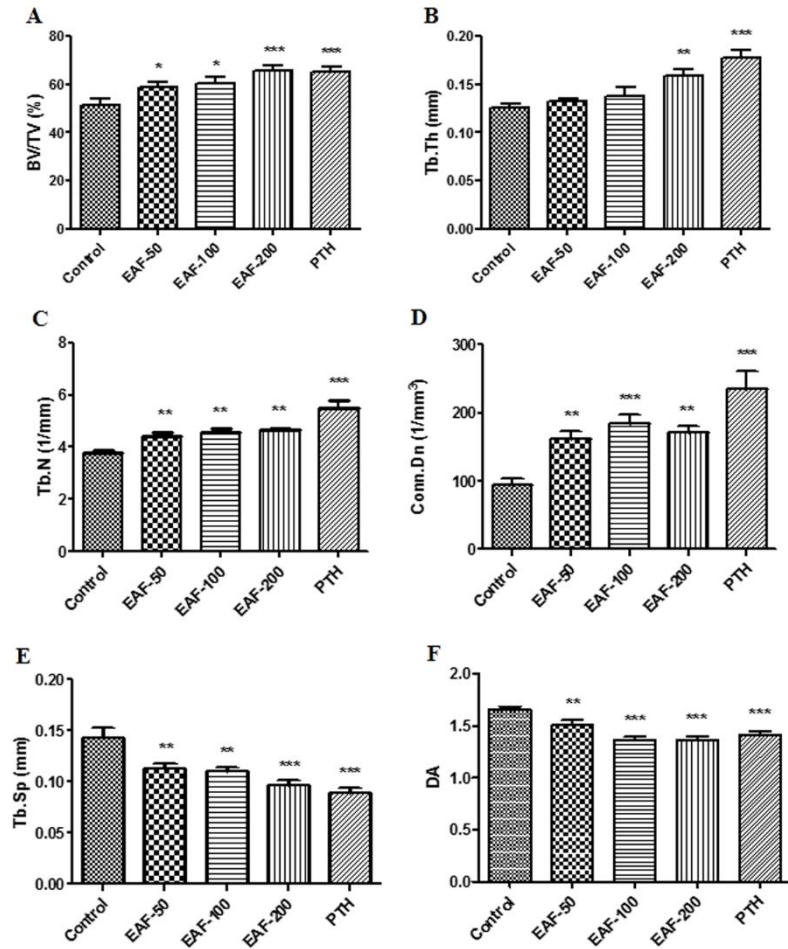 A
BV/TV (%)
80
60
40
20
0
* * *** ***
Control EAF-50 EAF-100 EAF-200 PTH
B
Tb.Th (mm)
0.20
0.15
0.10
0.05
0.00
** ***
Control EAF-50 EAF-100 EAF-200 PTH
C
Tb.N (1/mm)
8
6
4
2
0
** ** ** ***
Control EAF-50 EAF-100 EAF-200 PTH
D
Conn.Dn (1/mm³)
300
200
100
0
** *** ** ***
Control EAF-50 EAF-100 EAF-200 PTH
E
Tb.Sp (mm)
0.20
0.15
0.10
0.05
0.00
** ** *** ***
Control EAF-50 EAF-100 EAF-200 PTH
F
DA
2.0
1.5
1.0
0.5
0.0
** *** *** ***
Control EAF-50 EAF-100 EAF-200 PTH